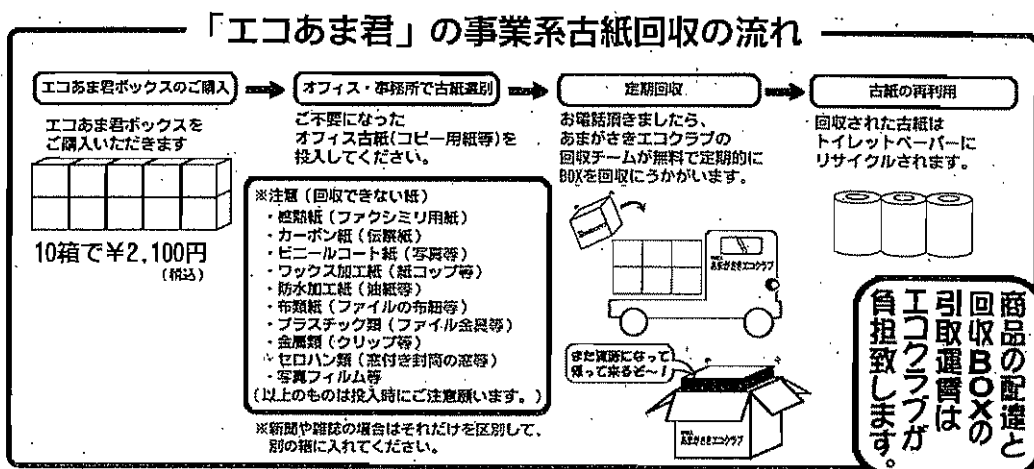 「エコあま君」の事業系古紙回収の流れ
エコあま君ボックスのご購入
エコあま君ボックスを
ご購入いただきます
10箱で¥2,100円
(税込)
オフィス・事務所で古紙選別
ご不要になった
オフィス古紙(コピー用紙等)を
投入してください。
※注意(回収できない紙)
・感熱紙(ファクシミリ用紙)
・カーボン紙(伝票紙)
・ビニールコート紙(写真等)
・ワックス加工紙(紙コップ等)
・防水加工紙(油紙等)
・布類紙(ファイルの布紐等)
・プラスチック類(ファイル金具等)
・金属類(クリップ等)
・セロハン類(窓付き封筒の窓等)
・写真フィルム等
(以上のものは投入時にご注意願います。)
※新聞や雑誌の場合はそれだけを区別して、
別の箱に入れてください。
定期回収
お電話頂きましたら、
あまがさきエコクラブの
回収チームが無料で定期的に
BOXを回収にうかがいます。
あまがさきエコクラブ
また資源になって
帰って来るぞ〜!
あまがさきエコクラブ
古紙の再利用
回収された古紙は
トイレットペーパーに
リサイクルされます。
商品の配達と
回収BOXの
引取運賃は
エコクラブが
負担致します。